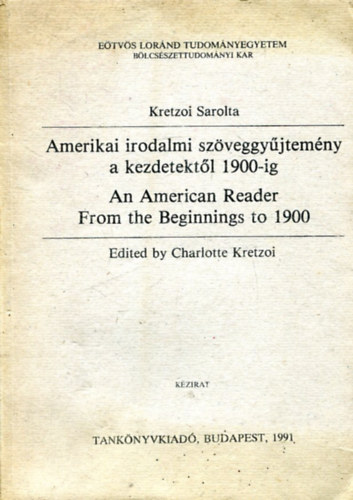 EÖTVÖS LORÁND TUDOMÁNYEGYETEM
BÖLCSÉSZETTUDOMÁNYI KAR
Kretzoi Sarolta
Amerikai irodalmi szöveggyűjtemény
a kezdetektől 1900-ig
An American Reader
From the Beginnings to 1900
Edited by Charlotte Kretzoi
KÉZIRAT
TANKÖNYVKIADÓ, BUDAPEST, 1991